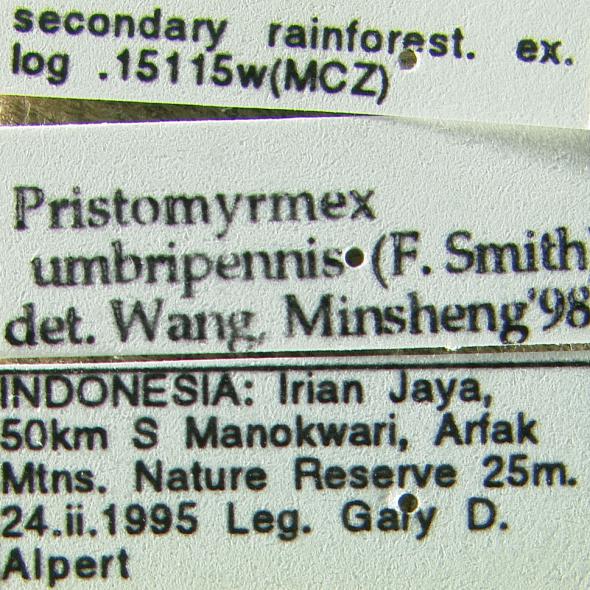 secondary rainforest. ex.
log .15115w(MCZ)
Pristomyrmex
umbripennis (F. Smith)
det. Wang, Minsheng'98
INDONESIA: Irian Jaya,
50km S Manokwari, Arfak
Mtns. Nature Reserve 25m.
24.ii.1995 Leg. Gary D.
Alpert